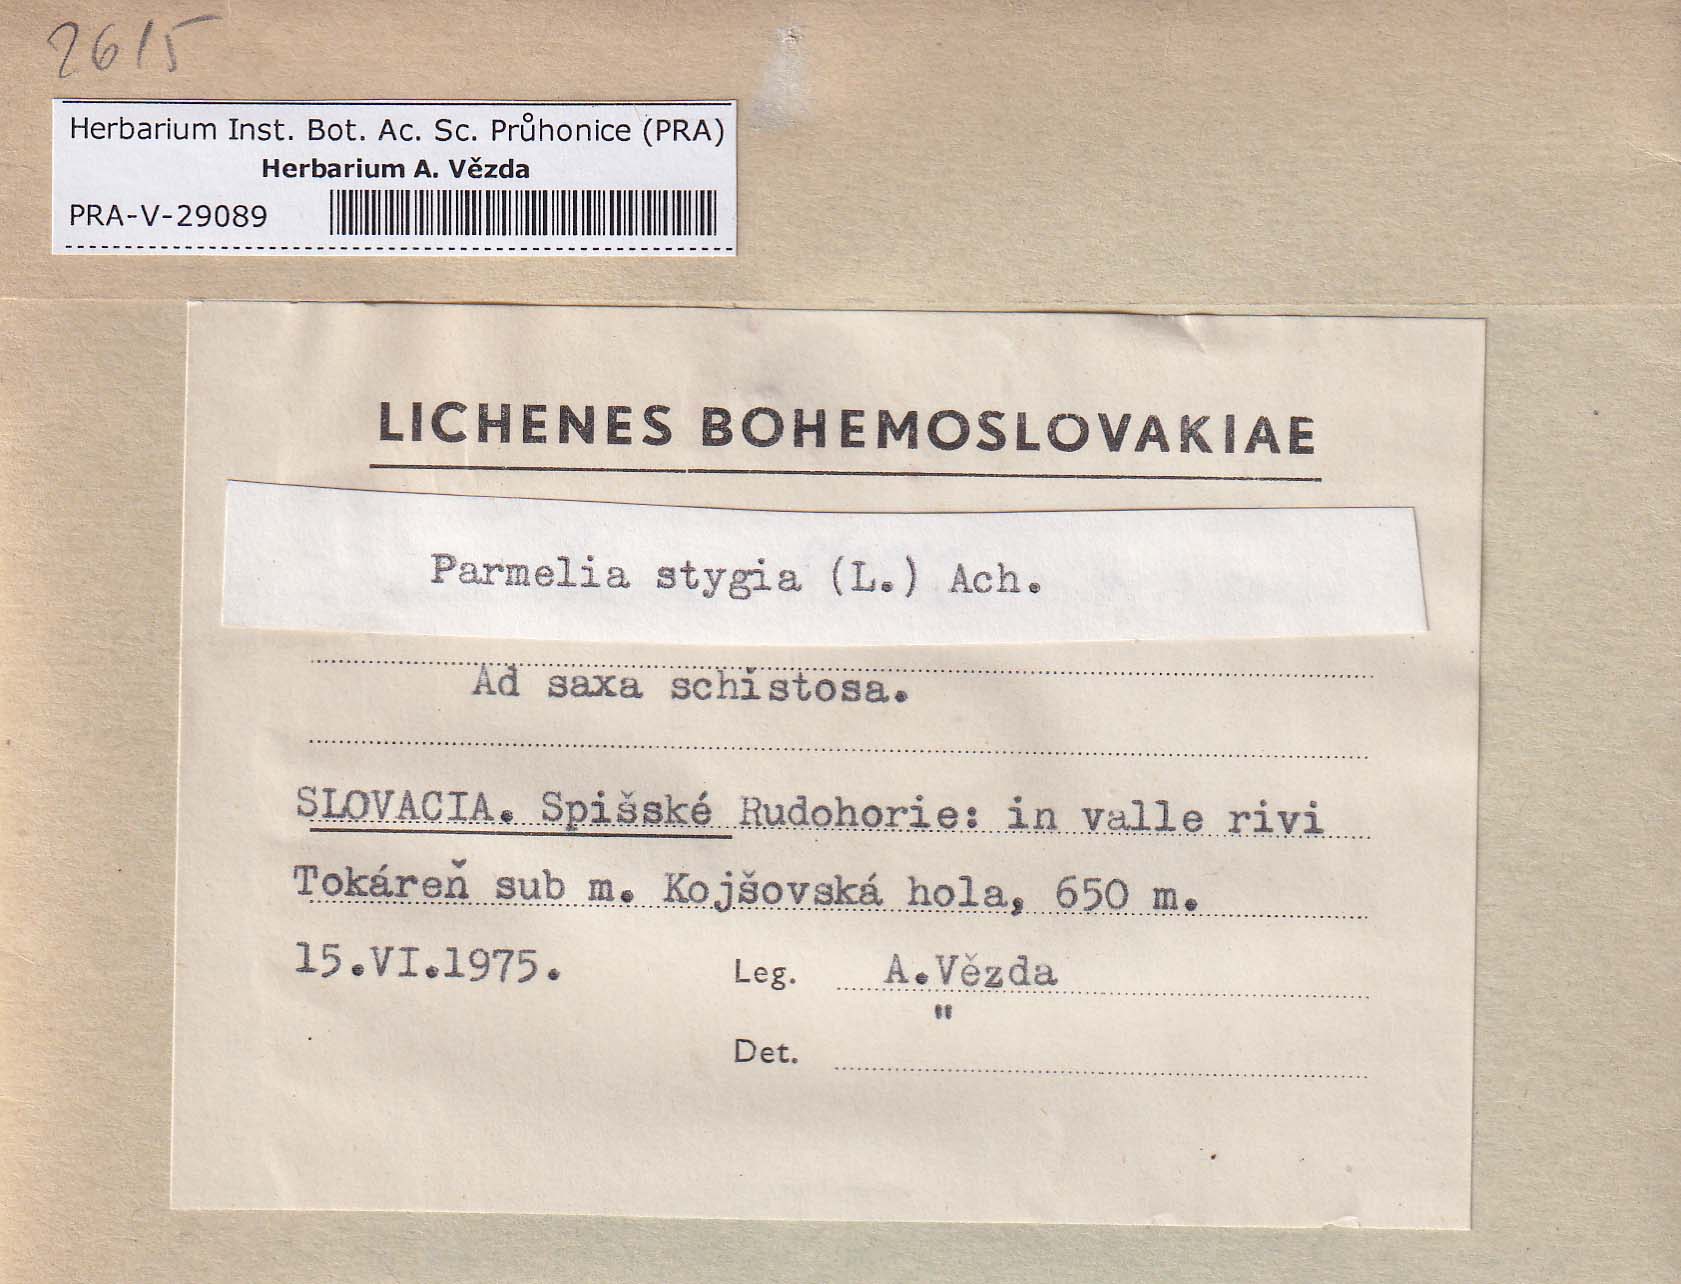 2615
Herbarium Inst. Bot. Ac. Sc. Průhonice (PRA)
Herbarium A. Vězda
PRA-V-29089
LICHENES BOHEMOSLOVAKIAE
Parmelia stygia (L.) Ach.
Ad saxa schistosa.
SLOVACIA. Spišské Rudohorie: in valle rivi
Tokáreň sub m. Kojšovská hola, 650 m.
15.VI.1975. Leg. A.Vězda
"
Det.